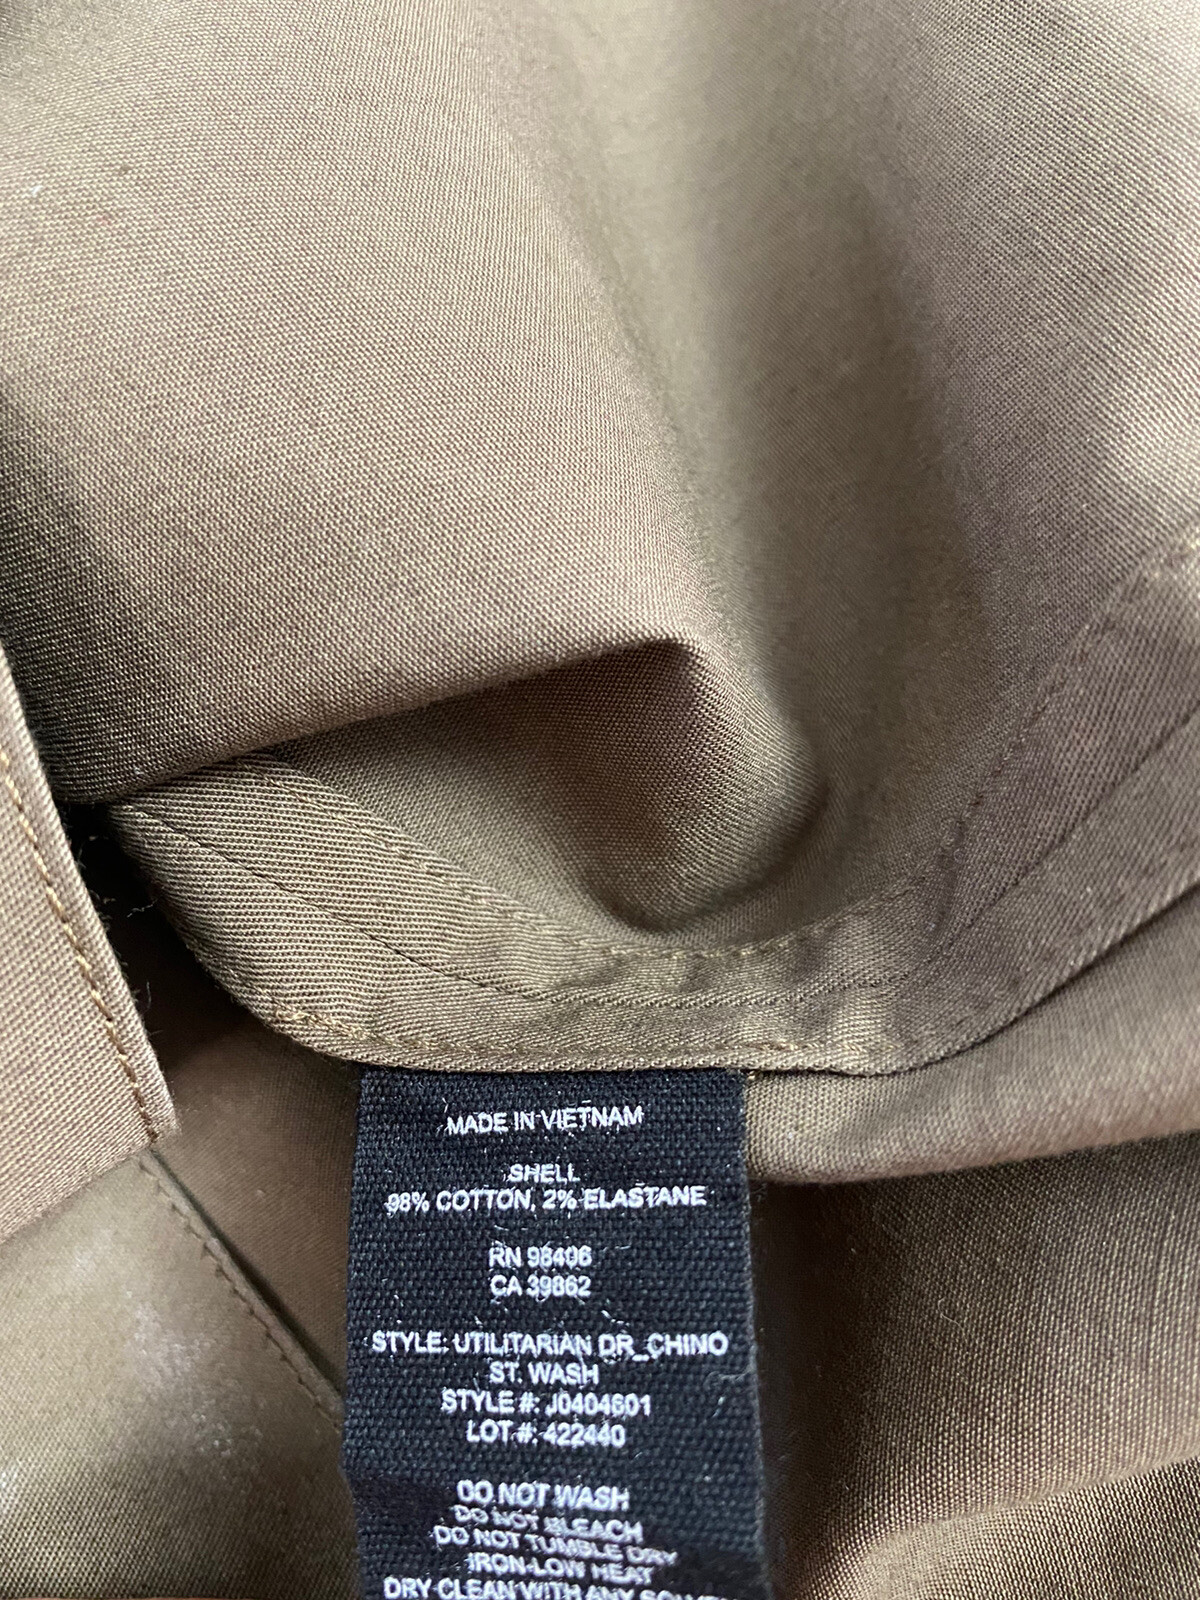 MADE IN VIETNAM
SHELL
98% COTTON, 2% ELASTANE
RN 98406
CA 39862
STYLE: UTILITARIAN DR_CHINO
ST. WASH
STYLE #: J0404601
LOT #: 422440
DO NOT WASH
DO NOT BLEACH
DO NOT TUMBLE DRY
IRON-LOW HEAT
DRY CLEAN WITH ANY